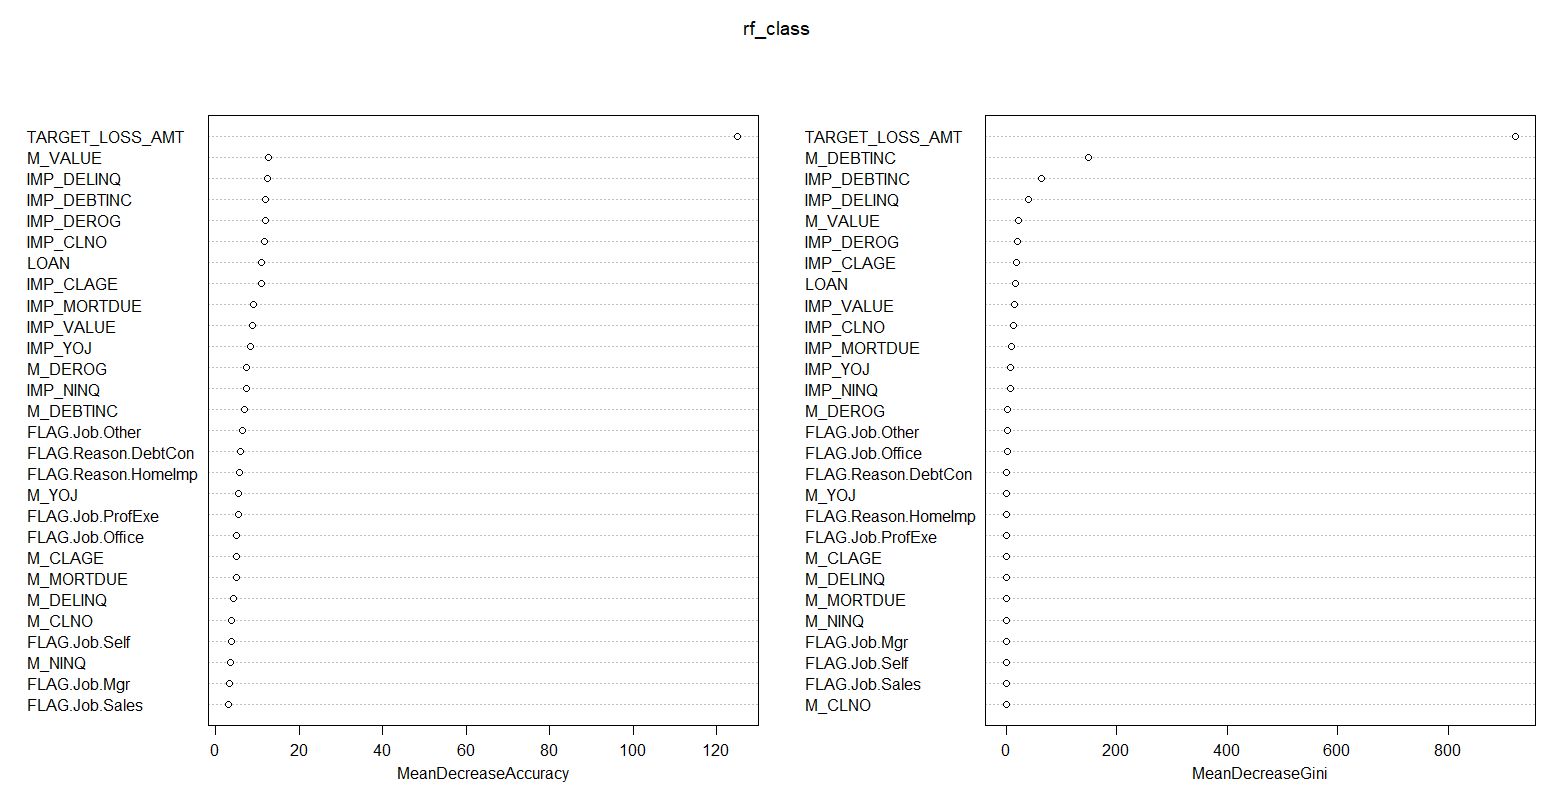 rf_class
TARGET_LOSS_AMT
M_VALUE
IMP_DELINQ
IMP_DEBTINC
IMP_DEROG
IMP_CLNO
LOAN
IMP_CLAGE
IMP_MORTDUE
IMP_VALUE
IMP_YOJ
M_DEROG
IMP_NINQ
M_DEBTINC
FLAG.Job.Other
FLAG.Reason.DebtCon
FLAG.Reason.HomeImp
M_YOJ
FLAG.Job.ProfExe
FLAG.Job.Office
M_CLAGE
M_MORTDUE
M_DELINQ
M_CLNO
FLAG.Job.Self
M_NINQ
FLAG.Job.Mgr
FLAG.Job.Sales
0 20 40 60 80 100 120
MeanDecreaseAccuracy
TARGET_LOSS_AMT
M_DEBTINC
IMP_DEBTINC
IMP_DELINQ
M_VALUE
IMP_DEROG
IMP_CLAGE
LOAN
IMP_VALUE
IMP_CLNO
IMP_MORTDUE
IMP_YOJ
IMP_NINQ
M_DEROG
FLAG.Job.Other
FLAG.Job.Office
FLAG.Reason.DebtCon
M_YOJ
FLAG.Reason.HomeImp
FLAG.Job.ProfExe
M_CLAGE
M_DELINQ
M_MORTDUE
M_NINQ
FLAG.Job.Mgr
FLAG.Job.Self
FLAG.Job.Sales
M_CLNO
0 200 400 600 800
MeanDecreaseGini